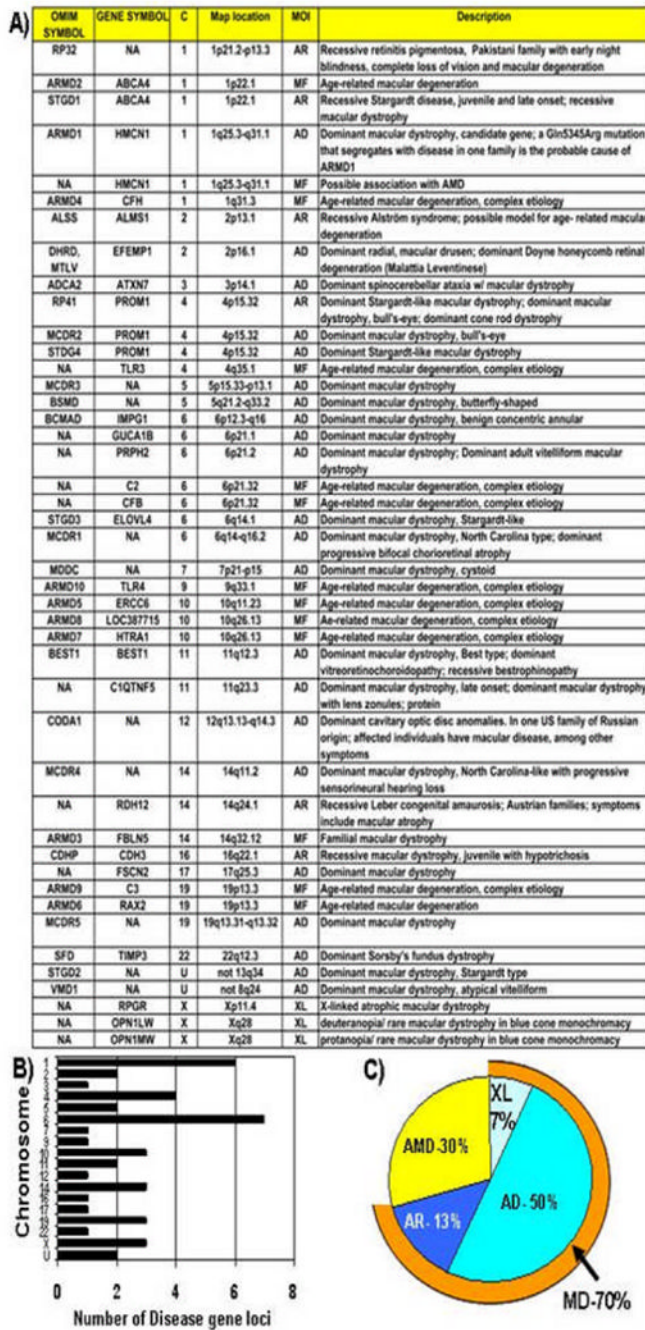 A)
OMIM SYMBOL GENE SYMBOL C Map location MOI Description
RP32 NA 1 1p21.2-p13.3 AR Recessive retinitis pigmentosa, Pakistani family with early night
blindness, complete loss of vision and macular degeneration
ARMD2 ABCA4 1 1p22.1 MF Age-related macular degeneration
STGD1 ABCA4 1 1p22.1 AR Recessive Stargardt disease, juvenile and late onset; recessive
macular dystrophy
ARMD1 HMCN1 1 1q25.3-q31.1 AD Dominant macular dystrophy, candidate gene; a Gln5345Arg mutation
that segregates with disease in one family is the probable cause of
ARMD1
NA HMCN1 1 1q25.3-q31.1 MF Possible association with AMD
ARMD4 CFH 1 1q31.3 MF Age-related macular degeneration, complex etiology
ALSS ALMS1 2 2p13.1 AR Recessive Alström syndrome; possible model for age- related macular
degeneration
DHRD, MTLV EFEMP1 2 2p16.1 AD Dominant radial, macular drusen; dominant Doyne honeycomb retinal
degeneration (Malattia Leventinese)
ADCA2 ATXN7 3 3p14.1 AD Dominant spinocerebellar ataxia w/ macular dystrophy
RP41 PROM1 4 4p15.32 AR Dominant Stargardt-like macular dystrophy; dominant macular
dystrophy, bull's-eye; dominant cone rod dystrophy
MCDR2 PROM1 4 4p15.32 AD Dominant macular dystrophy, bull's-eye
STDG4 PROM1 4 4p15.32 AD Dominant Stargardt-like macular dystrophy
NA TLR3 4 4q35.1 MF Age-related macular degeneration, complex etiology
MCDR3 NA 5 5p15.33-p13.1 AD Dominant macular dystrophy
BSMD NA 5 5q21.2-q33.2 AD Dominant macular dystrophy, butterfly-shaped
BCMAD IMPG1 6 6p12.3-q16 AD Dominant macular dystrophy, benign concentric annular
NA GUCA1B 6 6p21.1 AD Dominant macular dystrophy
NA PRPH2 6 6p21.2 AD Dominant macular dystrophy; Dominant adult vitelliform macular
dystrophy
NA C2 6 6p21.32 MF Age-related macular degeneration, complex etiology
NA CFB 6 6p21.32 MF Age-related macular degeneration, complex etiology
STGD3 ELOVL4 6 6q14.1 AD Dominant macular dystrophy, Stargardt-like
MCDR1 NA 6 6q14-q16.2 AD Dominant macular dystrophy, North Carolina type; dominant
progressive bifocal chorioretinal atrophy
MDDC NA 7 7p21-p15 AD Dominant macular dystrophy, cystoid
ARMD10 TLR4 9 9q33.1 MF Age-related macular degeneration, complex etiology
ARMD5 ERCC6 10 10q11.23 MF Age-related macular degeneration, complex etiology
ARMD8 LOC387715 10 10q26.13 MF Ae-related macular degeneration, complex etiology
ARMD7 HTRA1 10 10q26.13 MF Age-related macular degeneration, complex etiology
BEST1 BEST1 11 11q12.3 AD Dominant macular dystrophy, Best type; dominant
vitreoretinochoroidopathy; recessive bestrophinopathy
NA C1QTNF5 11 11q23.3 AD Dominant macular dystrophy, late onset; dominant macular dystrophy
with lens zonules; protein
CODA1 NA 12 12q13.13-q14.3 AD Dominant cavitary optic disc anomalies. In one US family of Russian
origin; affected individuals have macular disease, among other
symptoms
MCDR4 NA 14 14q11.2 AD Dominant macular dystrophy, North Carolina-like with progressive
sensorineural hearing loss
NA RDH12 14 14q24.1 AR Recessive Leber congenital amaurosis; Austrian families; symptoms
include macular atrophy
ARMD3 FBLN5 14 14q32.12 MF Familial macular dystrophy
CDHP CDH3 16 16q22.1 AR Recessive macular dystrophy, juvenile with hypotrichosis
NA FSCN2 17 17q25.3 AD Dominant macular dystrophy
ARMD9 C3 19 19p13.3 MF Age-related macular degeneration, complex etiology
ARMD6 RAX2 19 19p13.3 MF Age-related macular degeneration
MCDR5 NA 19 19q13.31-q13.32 AD Dominant macular dystrophy
SFD TIMP3 22 22q12.3 AD Dominant Sorsby's fundus dystrophy
STGD2 NA U not 13q34 AD Dominant macular dystrophy, Stargardt type
VMD1 NA U not 8q24 AD Dominant macular dystrophy, atypical vitelliform
NA RPGR X Xp11.4 XL X-linked atrophic macular dystrophy
NA OPN1LW X Xq28 XL deuteranopia/ rare macular dystrophy in blue cone monochromacy
NA OPN1MW X Xq28 XL protanopia/ rare macular dystrophy in blue cone monochromacy
B)
Chromosome
1
2
3
4
5
6
7
9
10
11
12
14
16
17
19
22
X
U
0 2 4 6 8
Number of Disease gene loci
C)
XL
7%
AMD-30%
AD-50%
AR-13%
MD-70%